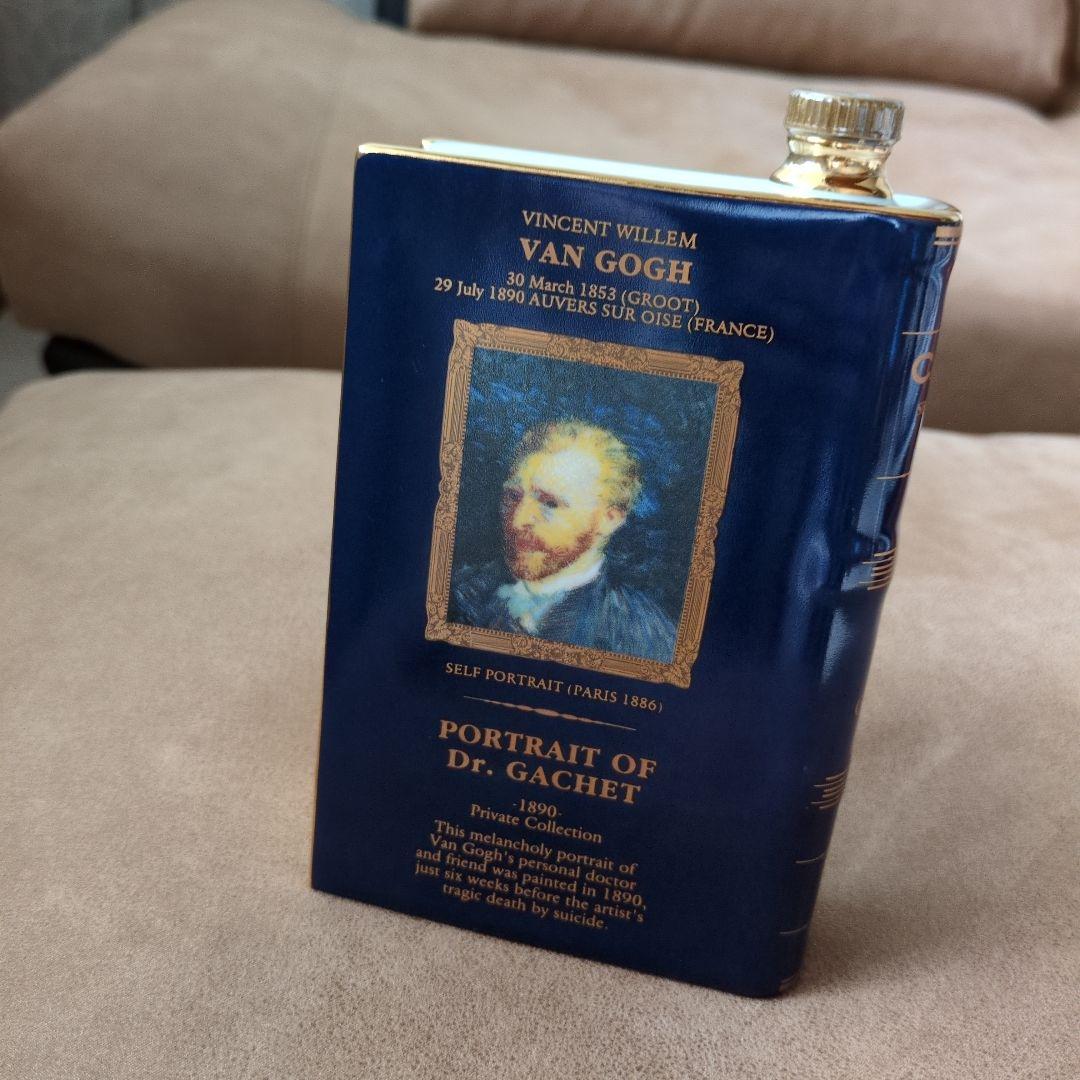 VINCENT WILLEM
VAN GOGH
30 March 1853 (GROOT)
29 July 1890 AUVERS SUR OISE (FRANCE)
SELF PORTRAIT (PARIS 1886)
PORTRAIT OF
Dr. GACHET
-1890-
Private Collection
This melancholy portrait of
Van Gogh's personal doctor
and friend was painted in 1890,
just six weeks before the artist's
tragic death by suicide.